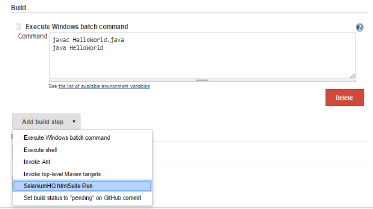 Build
Execute Windows batch command
Command
javac HelloWorld.java
java HelloWorld
See the list of available environment variables
Delete
Add build step
Execute Windows batch command
Execute shell
Invoke Ant
Invoke top-level Maven targets
SeleniumHQ htmlSuite Run
Set build status to "pending" on GitHub commit